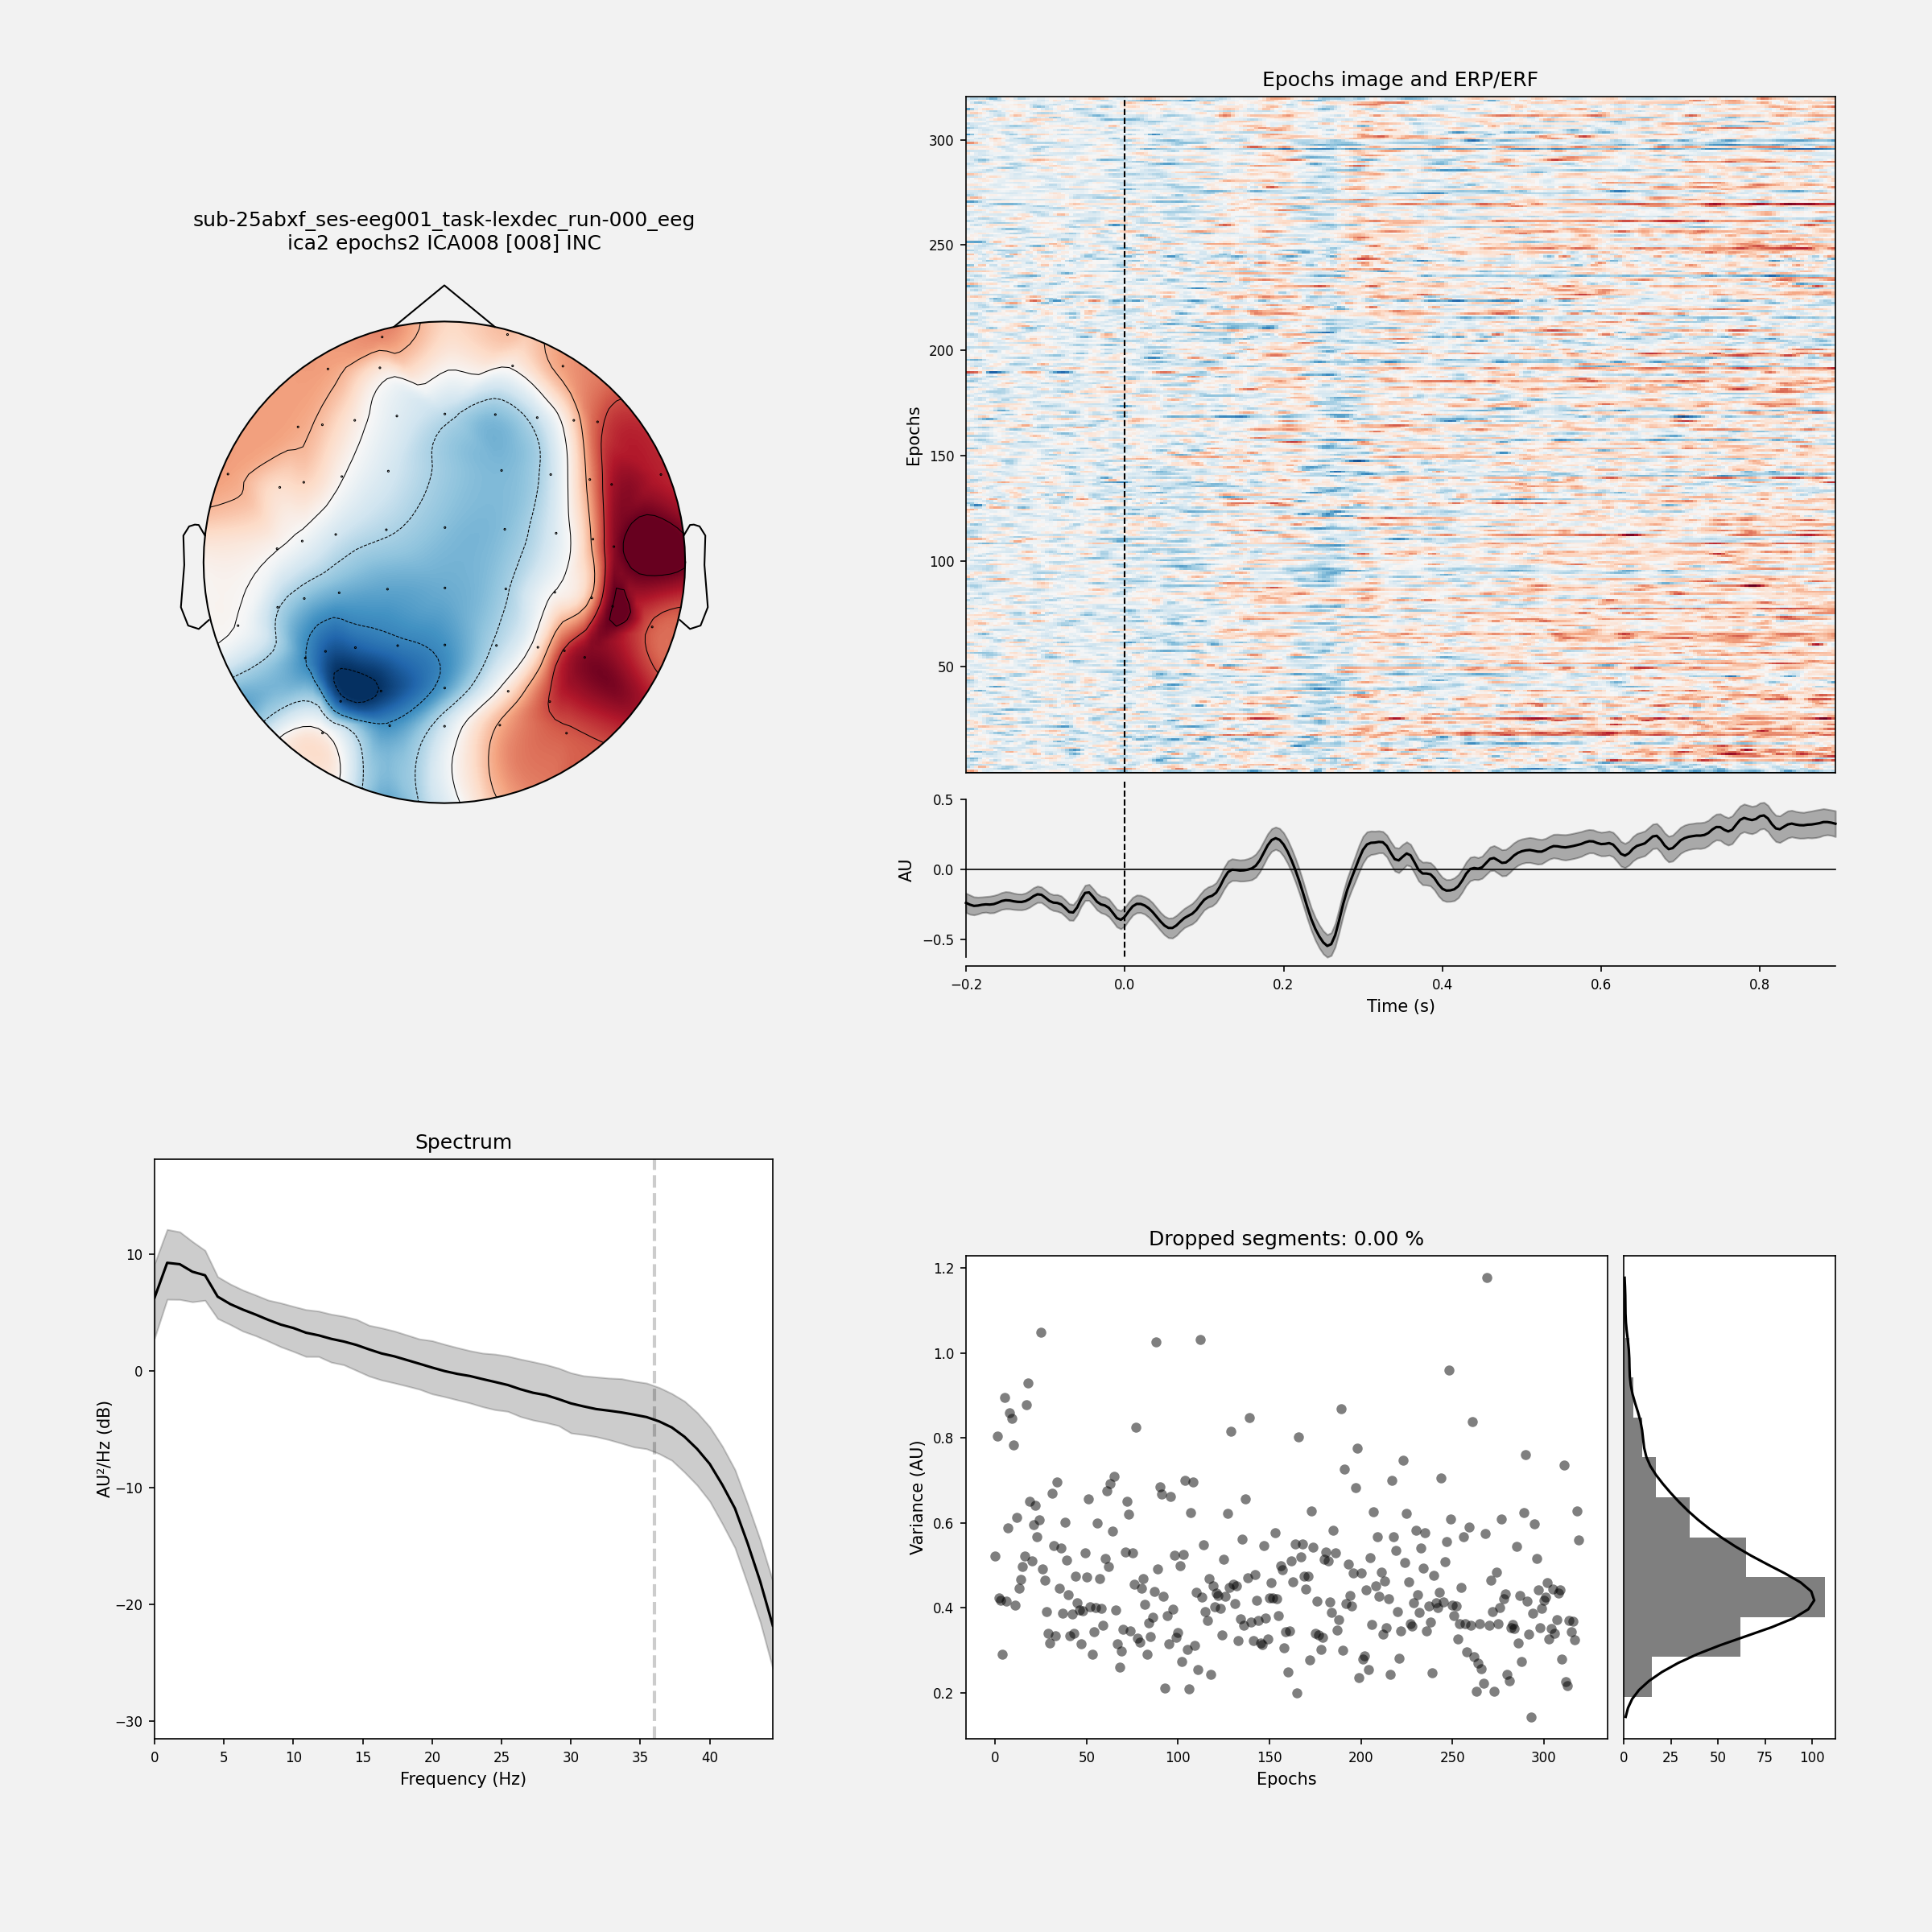 sub-25abxf_ses-eeg001_task-lexdec_run-000_eeg
ica2 epochs2 ICA008 [008] INC
Epochs image and ERP/ERF
300
250
200
150
100
50
Epochs
0.5
0.0
−0.5
AU
−0.2 0.0 0.2 0.4 0.6 0.8
Time (s)
Spectrum
10
0
−10
−20
−30
AU²/Hz (dB)
0 5 10 15 20 25 30 35 40
Frequency (Hz)
Dropped segments: 0.00 %
1.2
1.0
0.8
0.6
0.4
0.2
Variance (AU)
0 50 100 150 200 250 300
Epochs
0 25 50 75 100